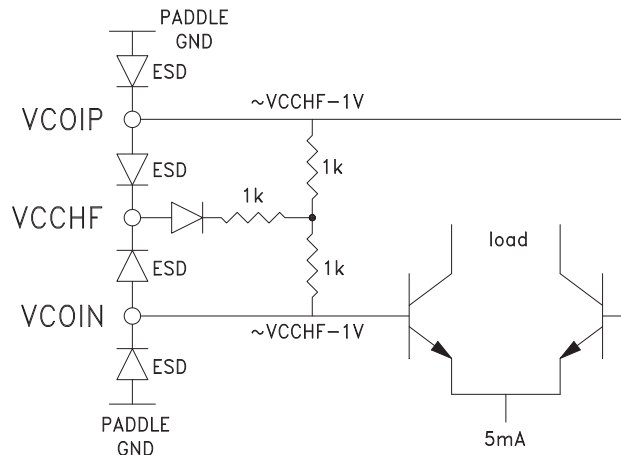 PADDLE
GND
ESD
~VCCHF-1V
VCOIP
ESD
1k
1k
VCCHF
load
ESD
1k
VCOIN
~VCCHF-1V
ESD
PADDLE
GND
5mA